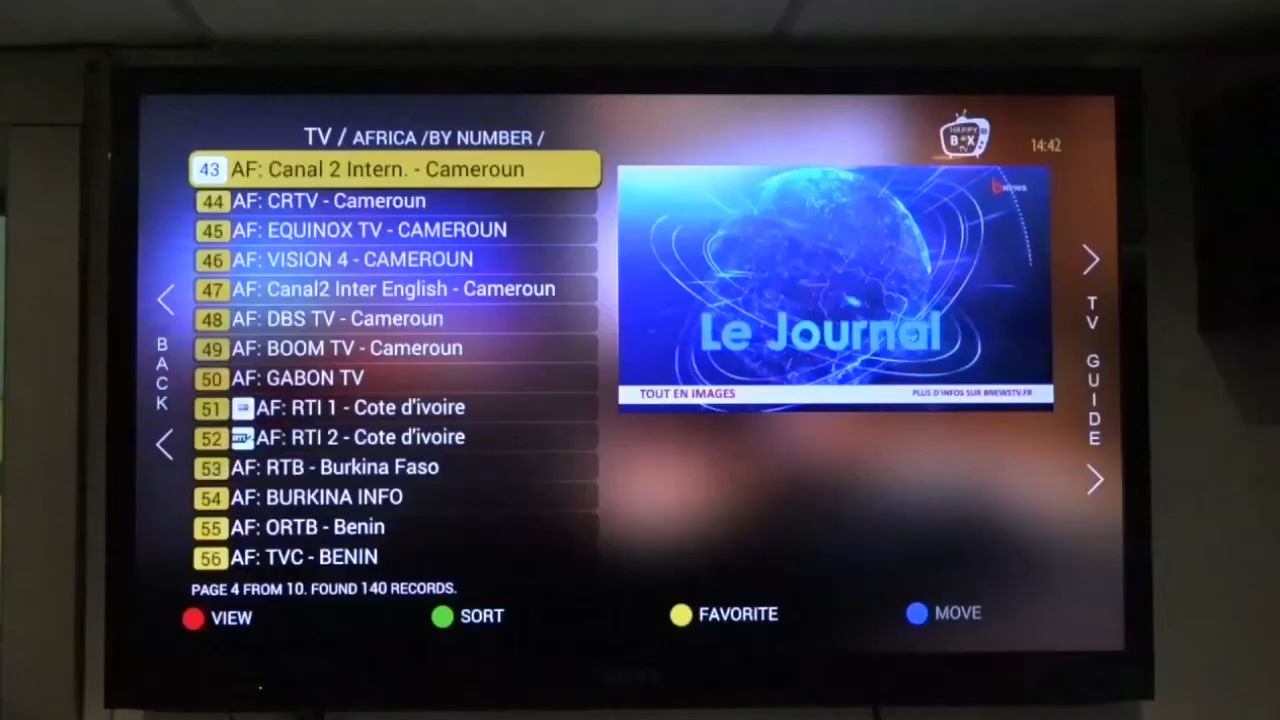 TV / AFRICA /BY NUMBER /
HAPPY
BOX
TV
14:42
43 AF: Canal 2 Intern. - Cameroun
44 AF: CRTV - Cameroun
45 AF: EQUINOX TV - CAMEROUN
46 AF: VISION 4 - CAMEROUN
47 AF: Canal2 Inter English - Cameroun
48 AF: DBS TV - Cameroun
49 AF: BOOM TV - Cameroun
50 AF: GABON TV
51 AF: RTI 1 - Cote d'ivoire
52 AF: RTI 2 - Cote d'ivoire
53 AF: RTB - Burkina Faso
54 AF: BURKINA INFO
55 AF: ORTB - Benin
56 AF: TVC - BENIN
PAGE 4 FROM 10. FOUND 140 RECORDS.
VIEW
SORT
FAVORITE
MOVE
BACK
bnews
Le Journal
TOUT EN IMAGES
PLUS D'INFOS SUR BNEWSTV.FR
TV GUIDE